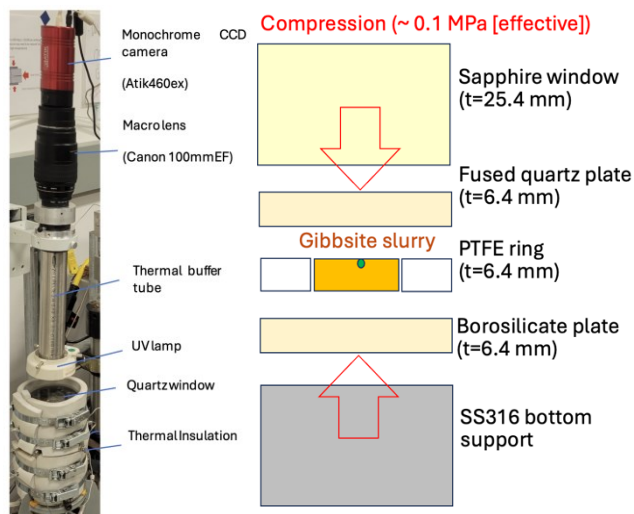 Monochrome CCD
camera
(Atik460ex)
Macro lens
(Canon 100mmEF)
Thermal buffer
tube
UV lamp
Quartz window
Thermal Insulation
Compression (~ 0.1 MPa [effective])
Sapphire window
(t=25.4 mm)
Fused quartz plate
(t=6.4 mm)
Gibbsite slurry
PTFE ring
(t=6.4 mm)
Borosilicate plate
(t=6.4 mm)
SS316 bottom
support